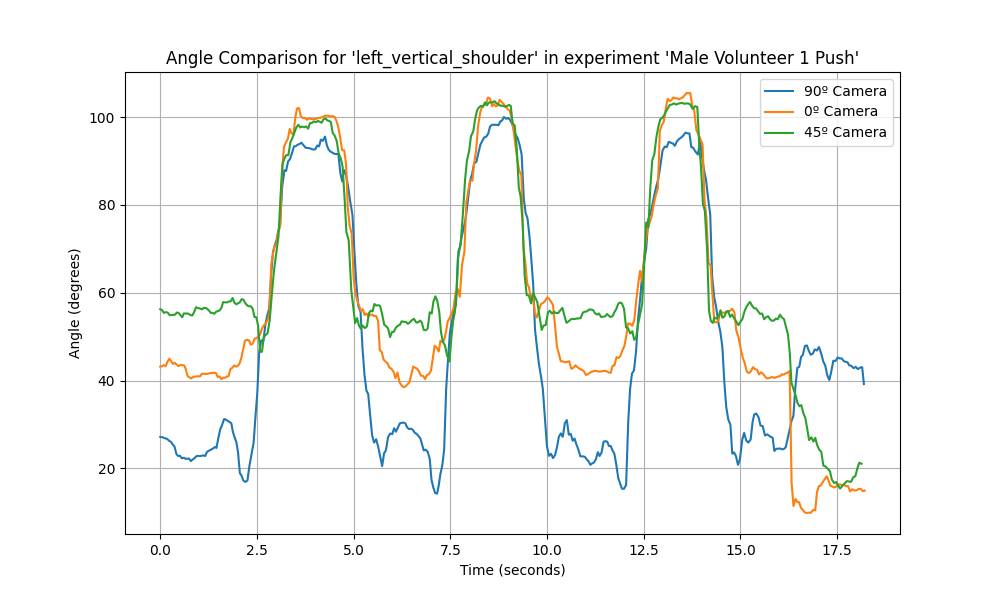 Angle Comparison for 'left_vertical_shoulder' in experiment 'Male Volunteer 1 Push'
90º Camera
0º Camera
45º Camera
100
80
60
40
20
Angle (degrees)
0.0 2.5 5.0 7.5 10.0 12.5 15.0 17.5
Time (seconds)